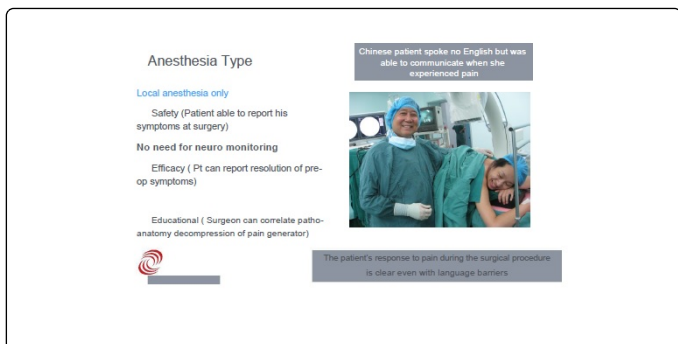 Anesthesia Type
Local anesthesia only
Safety (Patient able to report his
symptoms at surgery)
No need for neuro monitoring
Efficacy ( Pt can report resolution of pre-
op symptoms)
Educational ( Surgeon can correlate patho-
anatomy decompression of pain generator)
Chinese patient spoke no English but was
able to communicate when she
experienced pain
The patient's response to pain during the surgical procedure
is clear even with language barriers